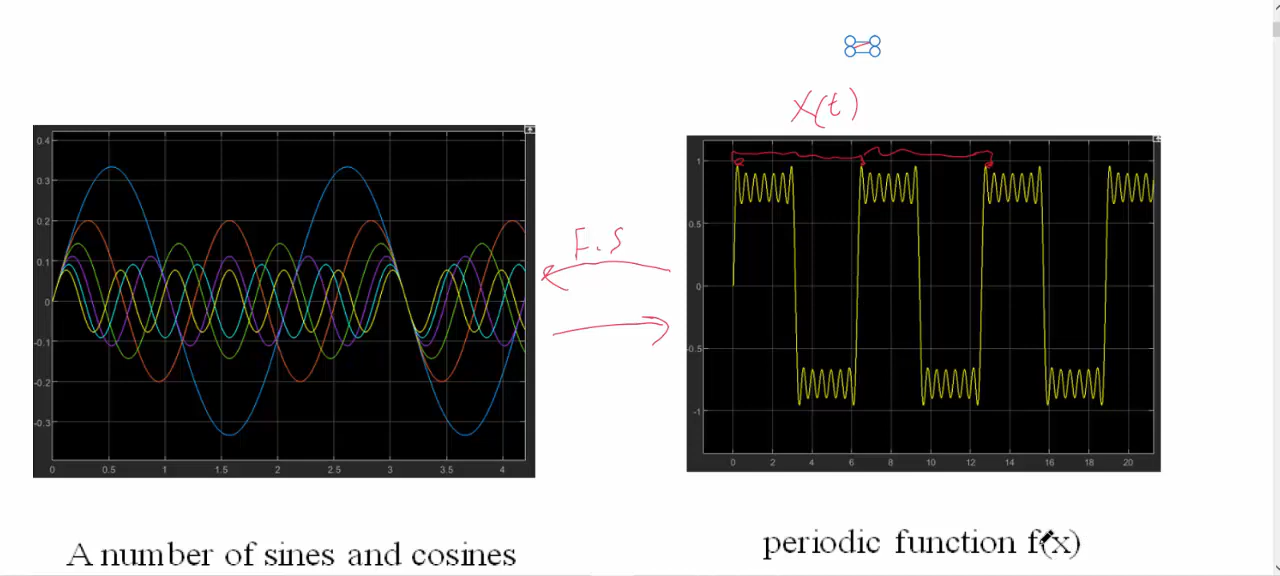 X(t)
0.4
0.3
0.2
0.1
0
-0.1
-0.2
-0.3
0 0.5 1 1.5 2 2.5 3 3.5 4
F.S
1
0.5
0
-0.5
-1
0 2 4 6 8 10 12 14 16 18 20
A number of sines and cosines
periodic function f(x)